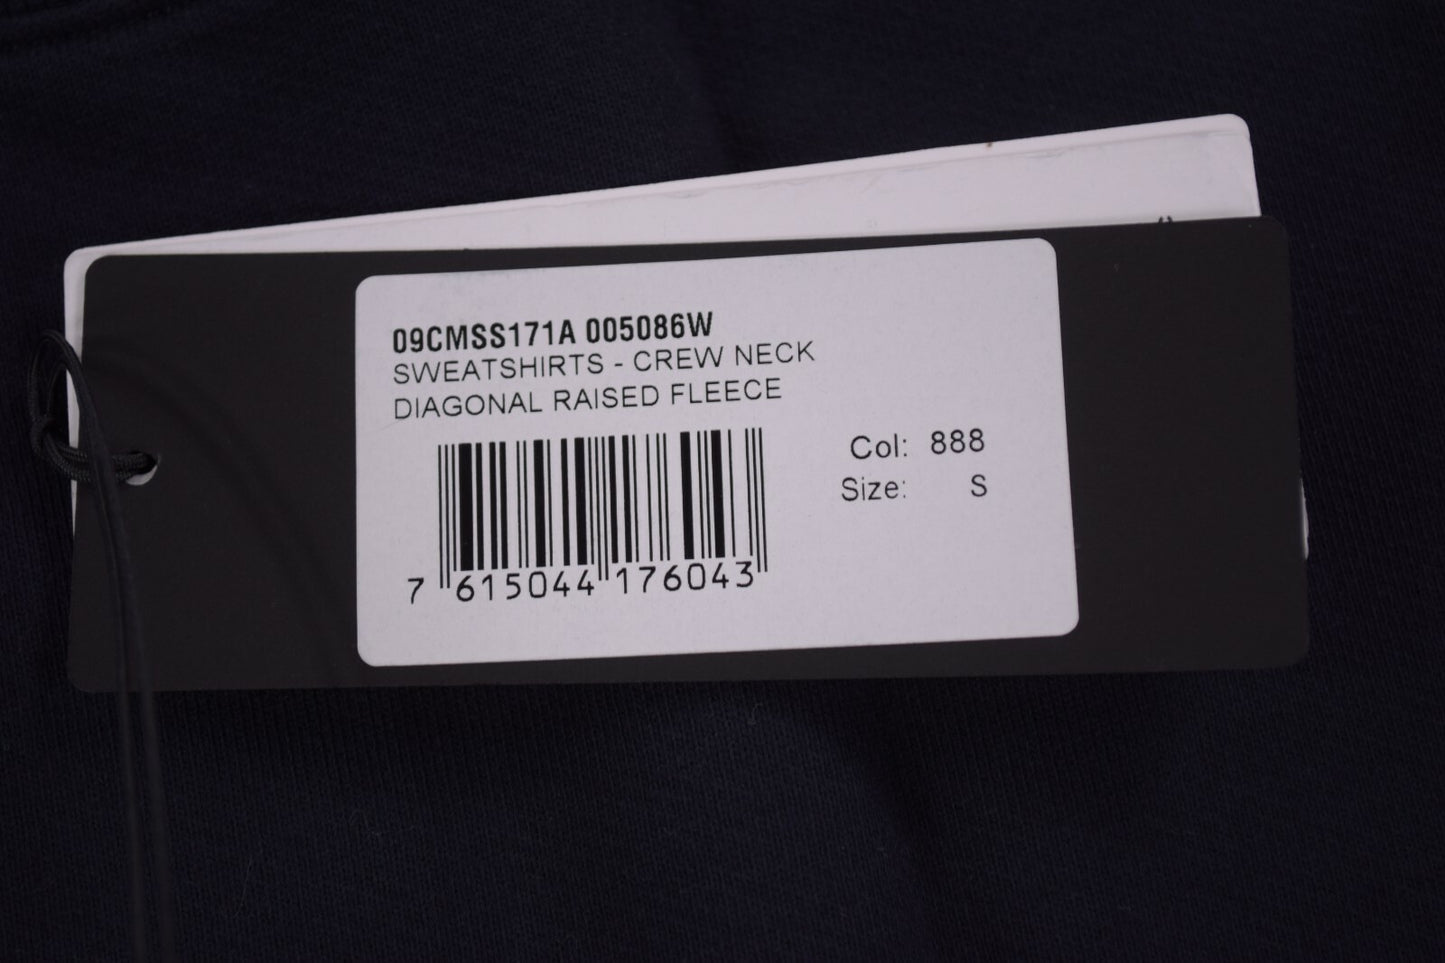 09CMSS171A 005086W
SWEATSHIRTS - CREW NECK
DIAGONAL RAISED FLEECE
Col: 888
Size: S
7 615044 176043